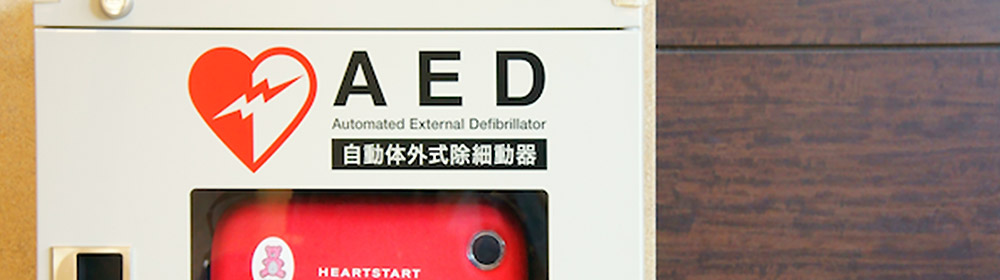 AED
Automated External Defibrillator
自動体外式除細動器
HEARTSTART